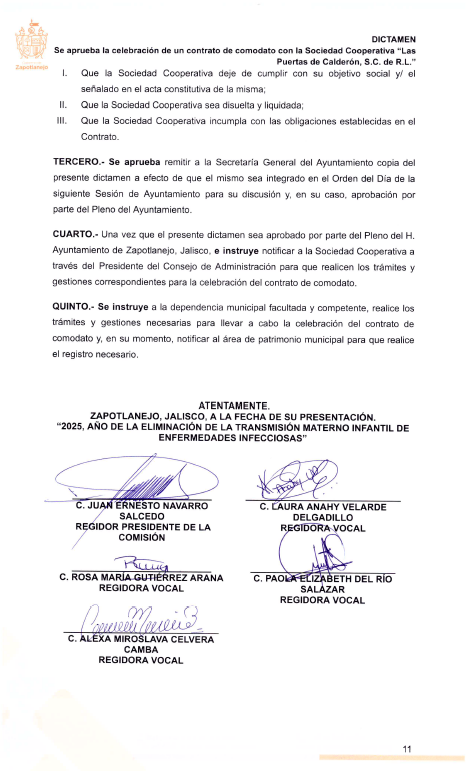 DICTAMEN
Se aprueba la celebración de un contrato de comodato con la Sociedad Cooperativa “Las
Puertas de Calderón, S.C. de R.L.”
Zapotlanejo
I. Que la Sociedad Cooperativa deje de cumplir con su objetivo social y/ el
señalado en el acta constitutiva de la misma;
II. Que la Sociedad Cooperativa sea disuelta y liquidada;
III. Que la Sociedad Cooperativa incumpla con las obligaciones establecidas en el
Contrato.
TERCERO.- Se aprueba remitir a la Secretaría General del Ayuntamiento copia del
presente dictamen a efecto de que el mismo sea integrado en el Orden del Día de la
siguiente Sesión de Ayuntamiento para su discusión y, en su caso, aprobación por
parte del Pleno del Ayuntamiento.
CUARTO.- Una vez que el presente dictamen sea aprobado por parte del Pleno del H.
Ayuntamiento de Zapotlanejo, Jalisco, e instruye notificar a la Sociedad Cooperativa a
través del Presidente del Consejo de Administración para que realicen los trámites y
gestiones correspondientes para la celebración del contrato de comodato.
QUINTO.- Se instruye a la dependencia municipal facultada y competente, realice los
trámites y gestiones necesarias para llevar a cabo la celebración del contrato de
comodato y, en su momento, notificar al área de patrimonio municipal para que realice
el registro necesario.
ATENTAMENTE.
ZAPOTLANEJO, JALISCO, A LA FECHA DE SU PRESENTACIÓN.
“2025, AÑO DE LA ELIMINACIÓN DE LA TRANSMISIÓN MATERNO INFANTIL DE
ENFERMEDADES INFECCIOSAS”
C. JUAN ERNESTO NAVARRO
SALCEDO
REGIDOR PRESIDENTE DE LA
COMISIÓN
C. LAURA ANAHY VELARDE
DELGADILLO
REGIDORA VOCAL
C. ROSA MARÍA GUTIÉRREZ ARANA
REGIDORA VOCAL
C. PAOLA ELIZABETH DEL RÍO
SALAZAR
REGIDORA VOCAL
C. ALEXA MIROSLAVA CELVERA
CAMBA
REGIDORA VOCAL
11